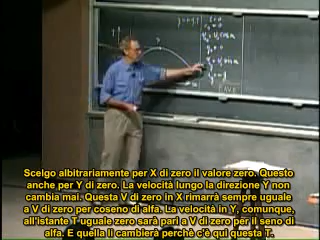 Scelgo albitrariamente per X di zero il valore zero. Questo
anche per Y di zero. La velocità lungo la direzione Y non
cambia mai. Questa V di zero in X rimarrà sempre uguale
a V di zero per coseno di alfa. La velocità in Y, comunque,
all'istante T uguale zero sarà pari a V di zero per il seno di
alfa. E quella lì cambierà perchè c'è qui questa T.